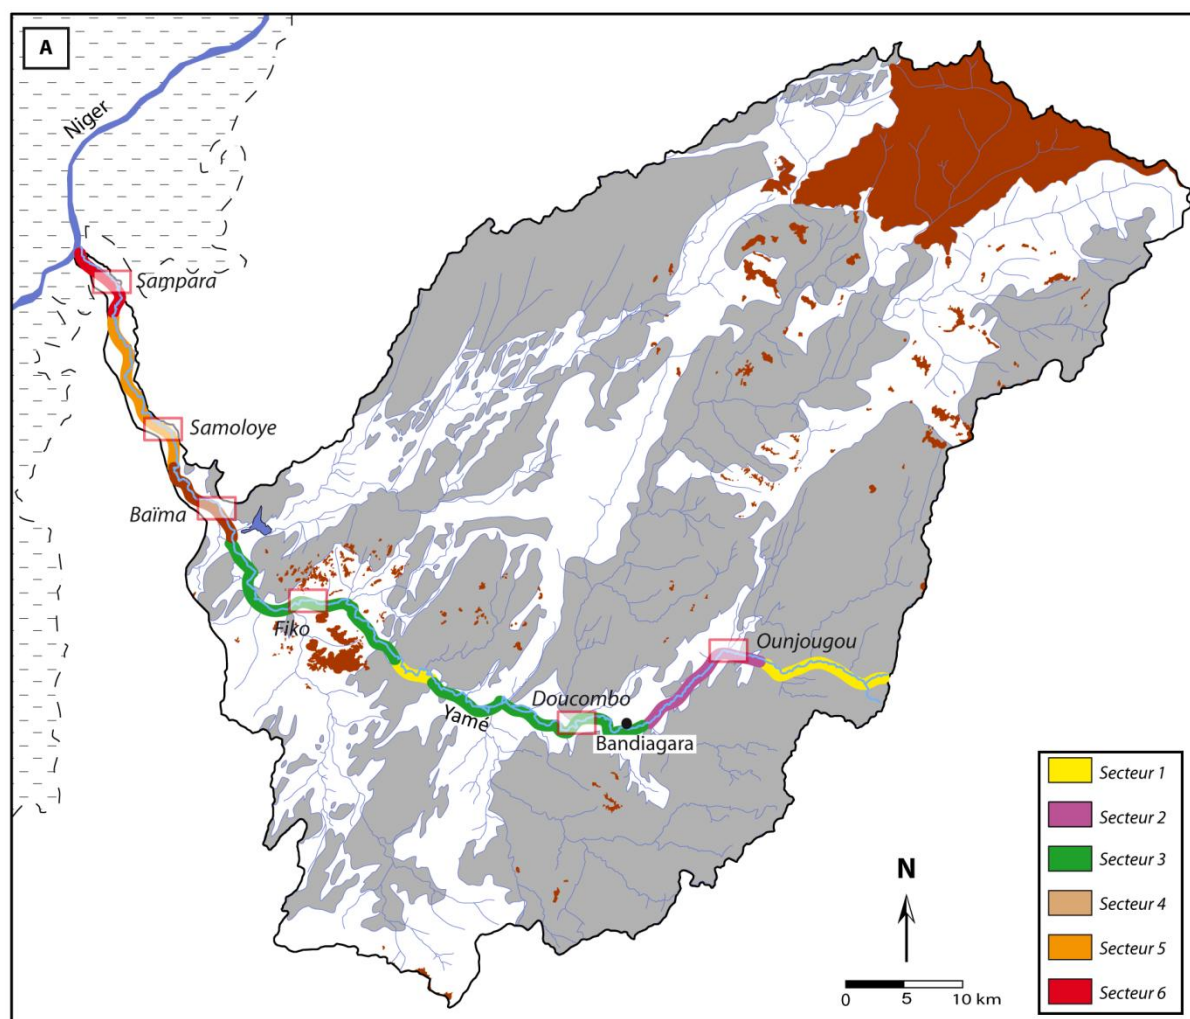 A
Niger
Sampara
Samoloye
Baïma
Fiko
Ounjougou
Doucombo
Yamé
Bandiagara
Secteur 1
Secteur 2
Secteur 3
Secteur 4
Secteur 5
Secteur 6
N
0 5 10 km